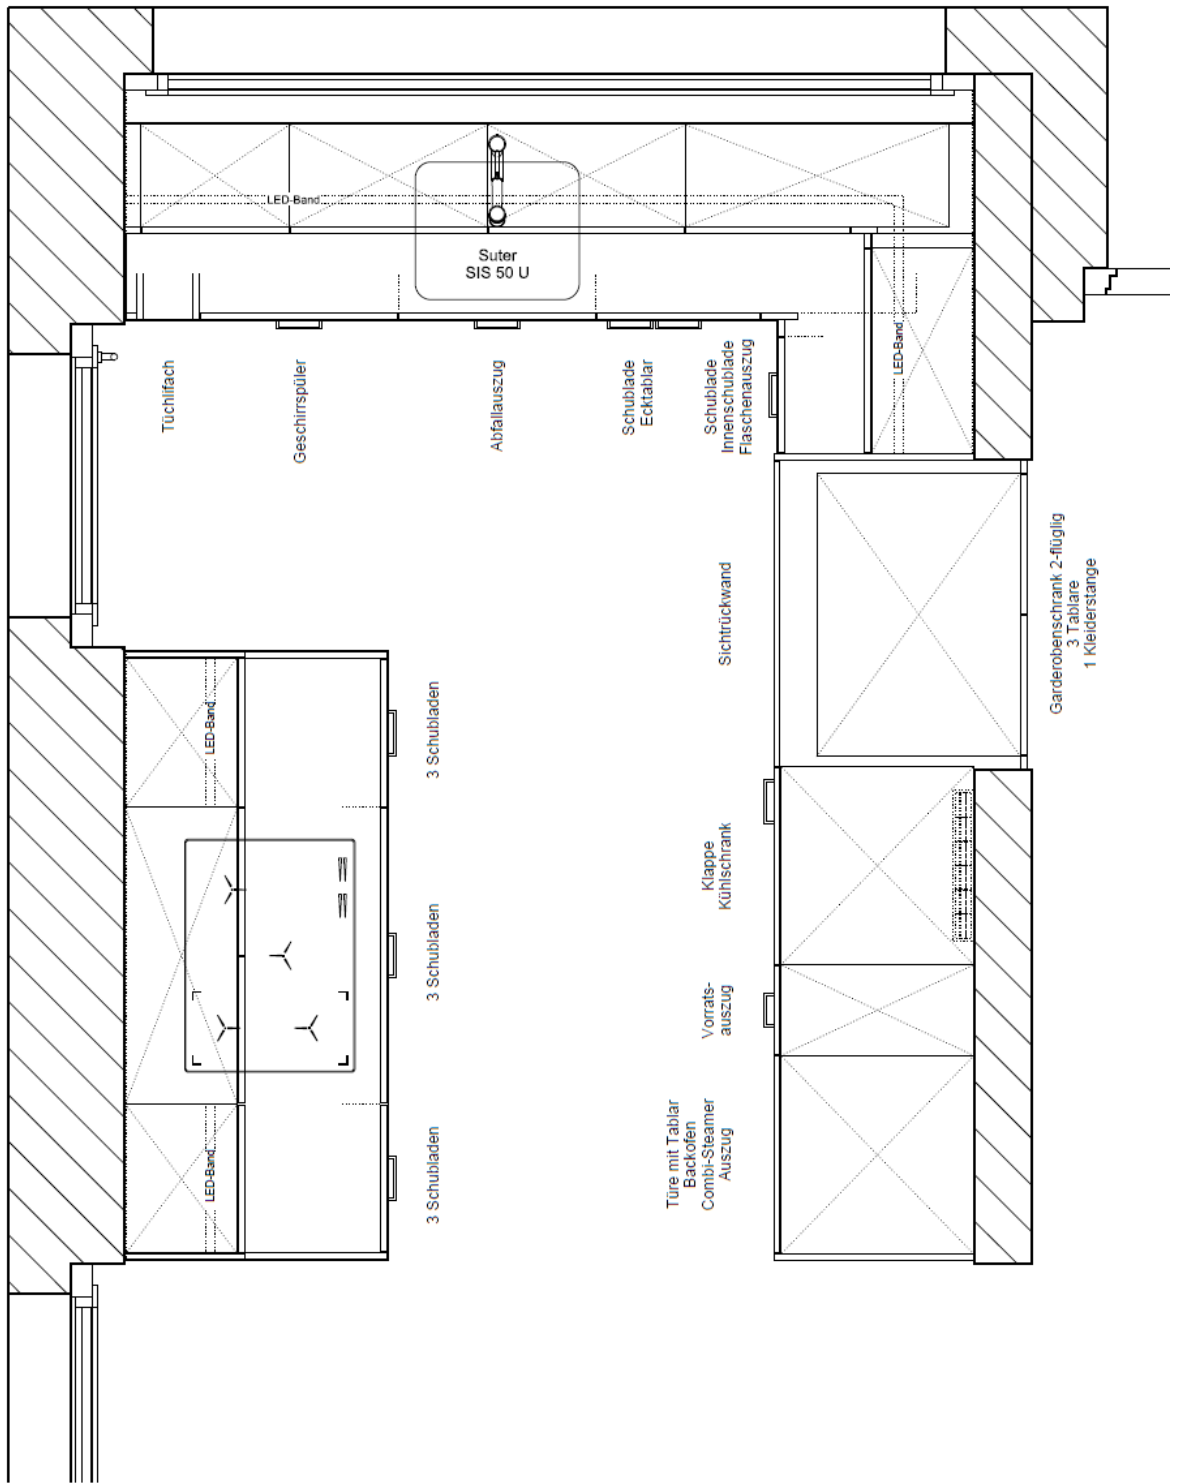 LED-Band
Suter
SIS 50 U
LED-Band
Tüchlifach
Geschirrspüler
Abfallauszug
Schublade
Ecktablar
Schublade
Innenschublade
Flaschenauszug
Sichtrückwand
Garderobenschrank 2-flüglig
3 Tablare
1 Kleiderstange
LED-Band
3 Schubladen
Klappe
Kühlschrank
3 Schubladen
Vorrats-
auszug
LED-Band
3 Schubladen
Türe mit Tablar
Backofen
Combi-Steamer
Auszug